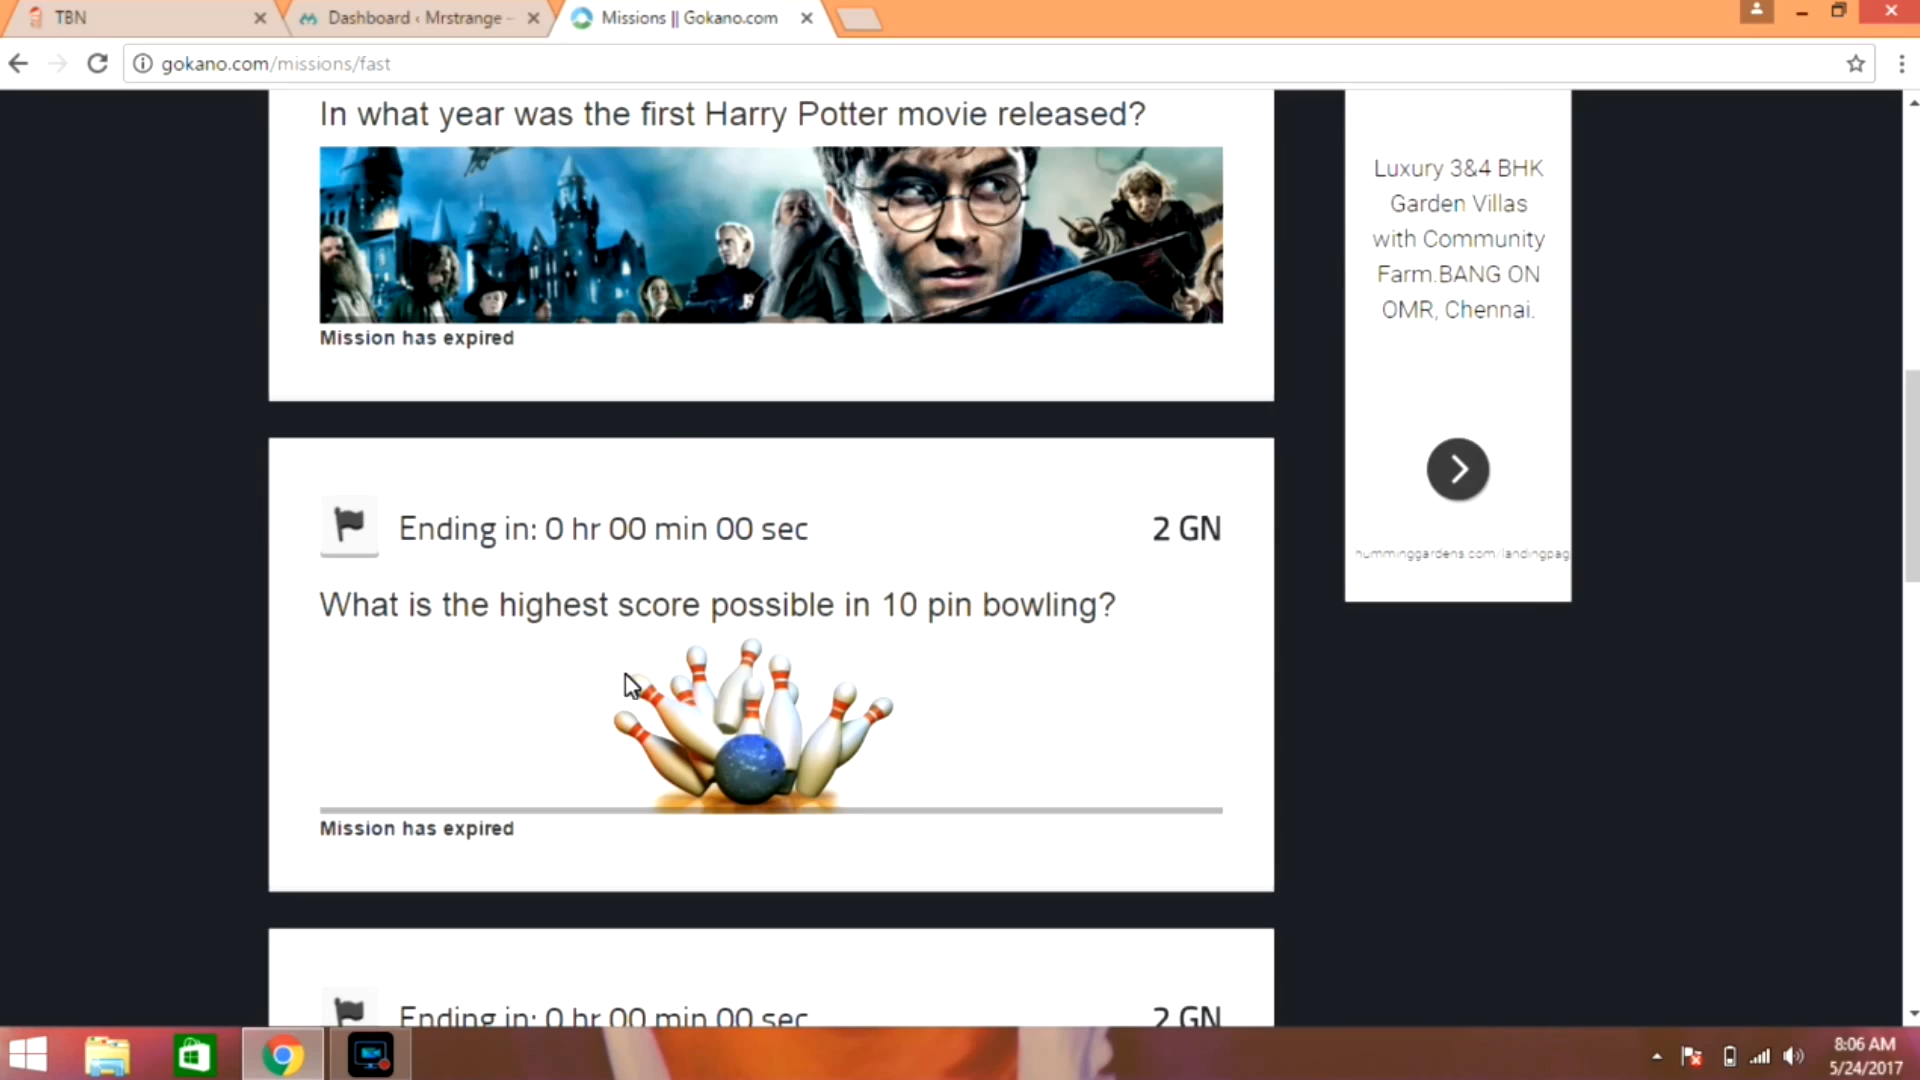 TBN
Dashboard ‹ Mrstrange –
Missions || Gokano.com
gokano.com/missions/fast
In what year was the first Harry Potter movie released?
Mission has expired
Ending in: 0 hr 00 min 00 sec
2 GN
What is the highest score possible in 10 pin bowling?
Mission has expired
Ending in: 0 hr 00 min 00 sec
2 GN
Luxury 3&4 BHK
Garden Villas
with Community
Farm.BANG ON
OMR, Chennai.
hummingardens.com/landingpag
8:06 AM
5/24/2017